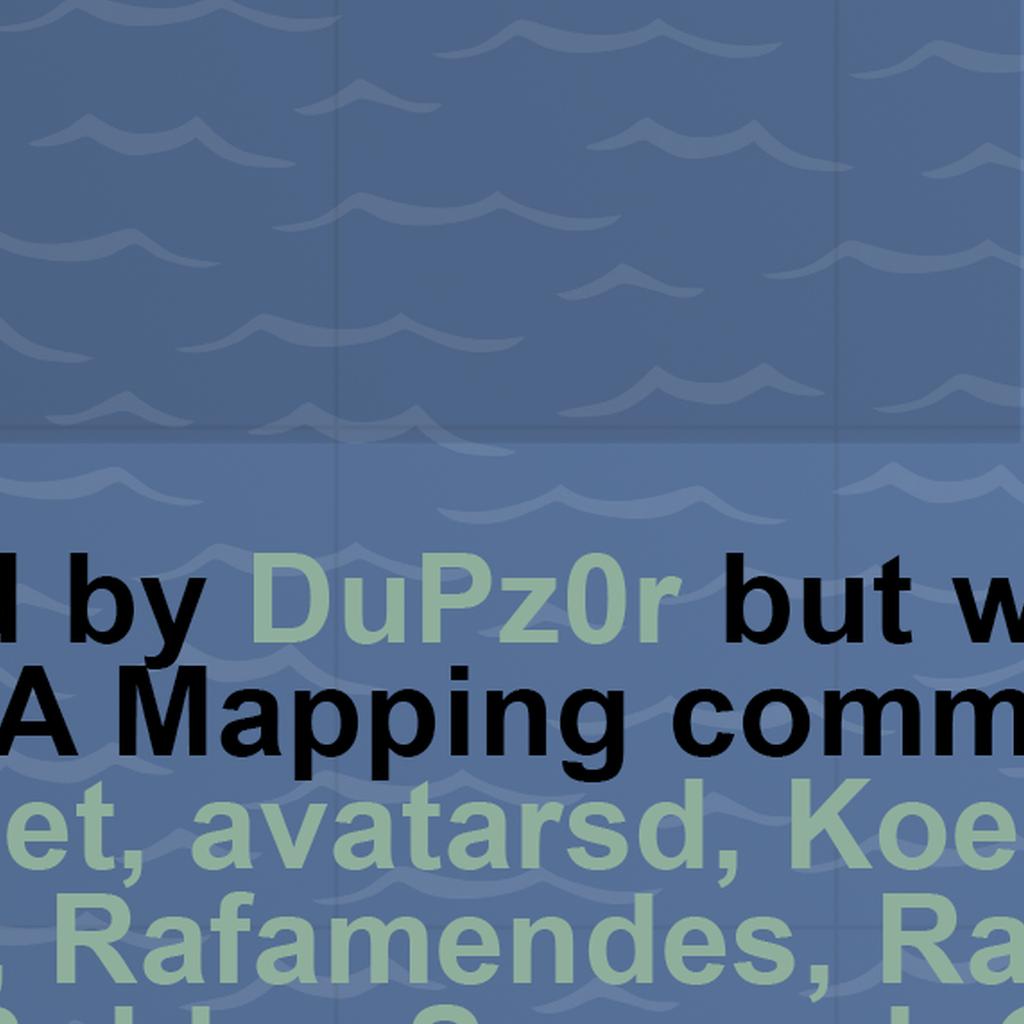 d by DuPz0r but w
A Mapping comm
et, avatarsd, Koe
, Rafamendes, Ra